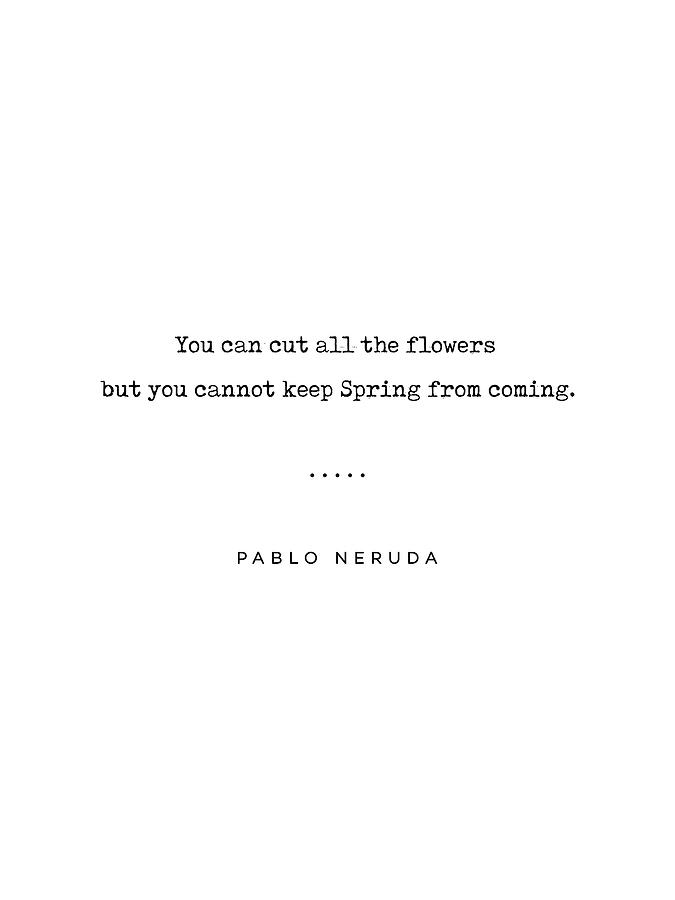 You can cut all the flowers
but you cannot keep Spring from coming.
.....
PABLO NERUDA